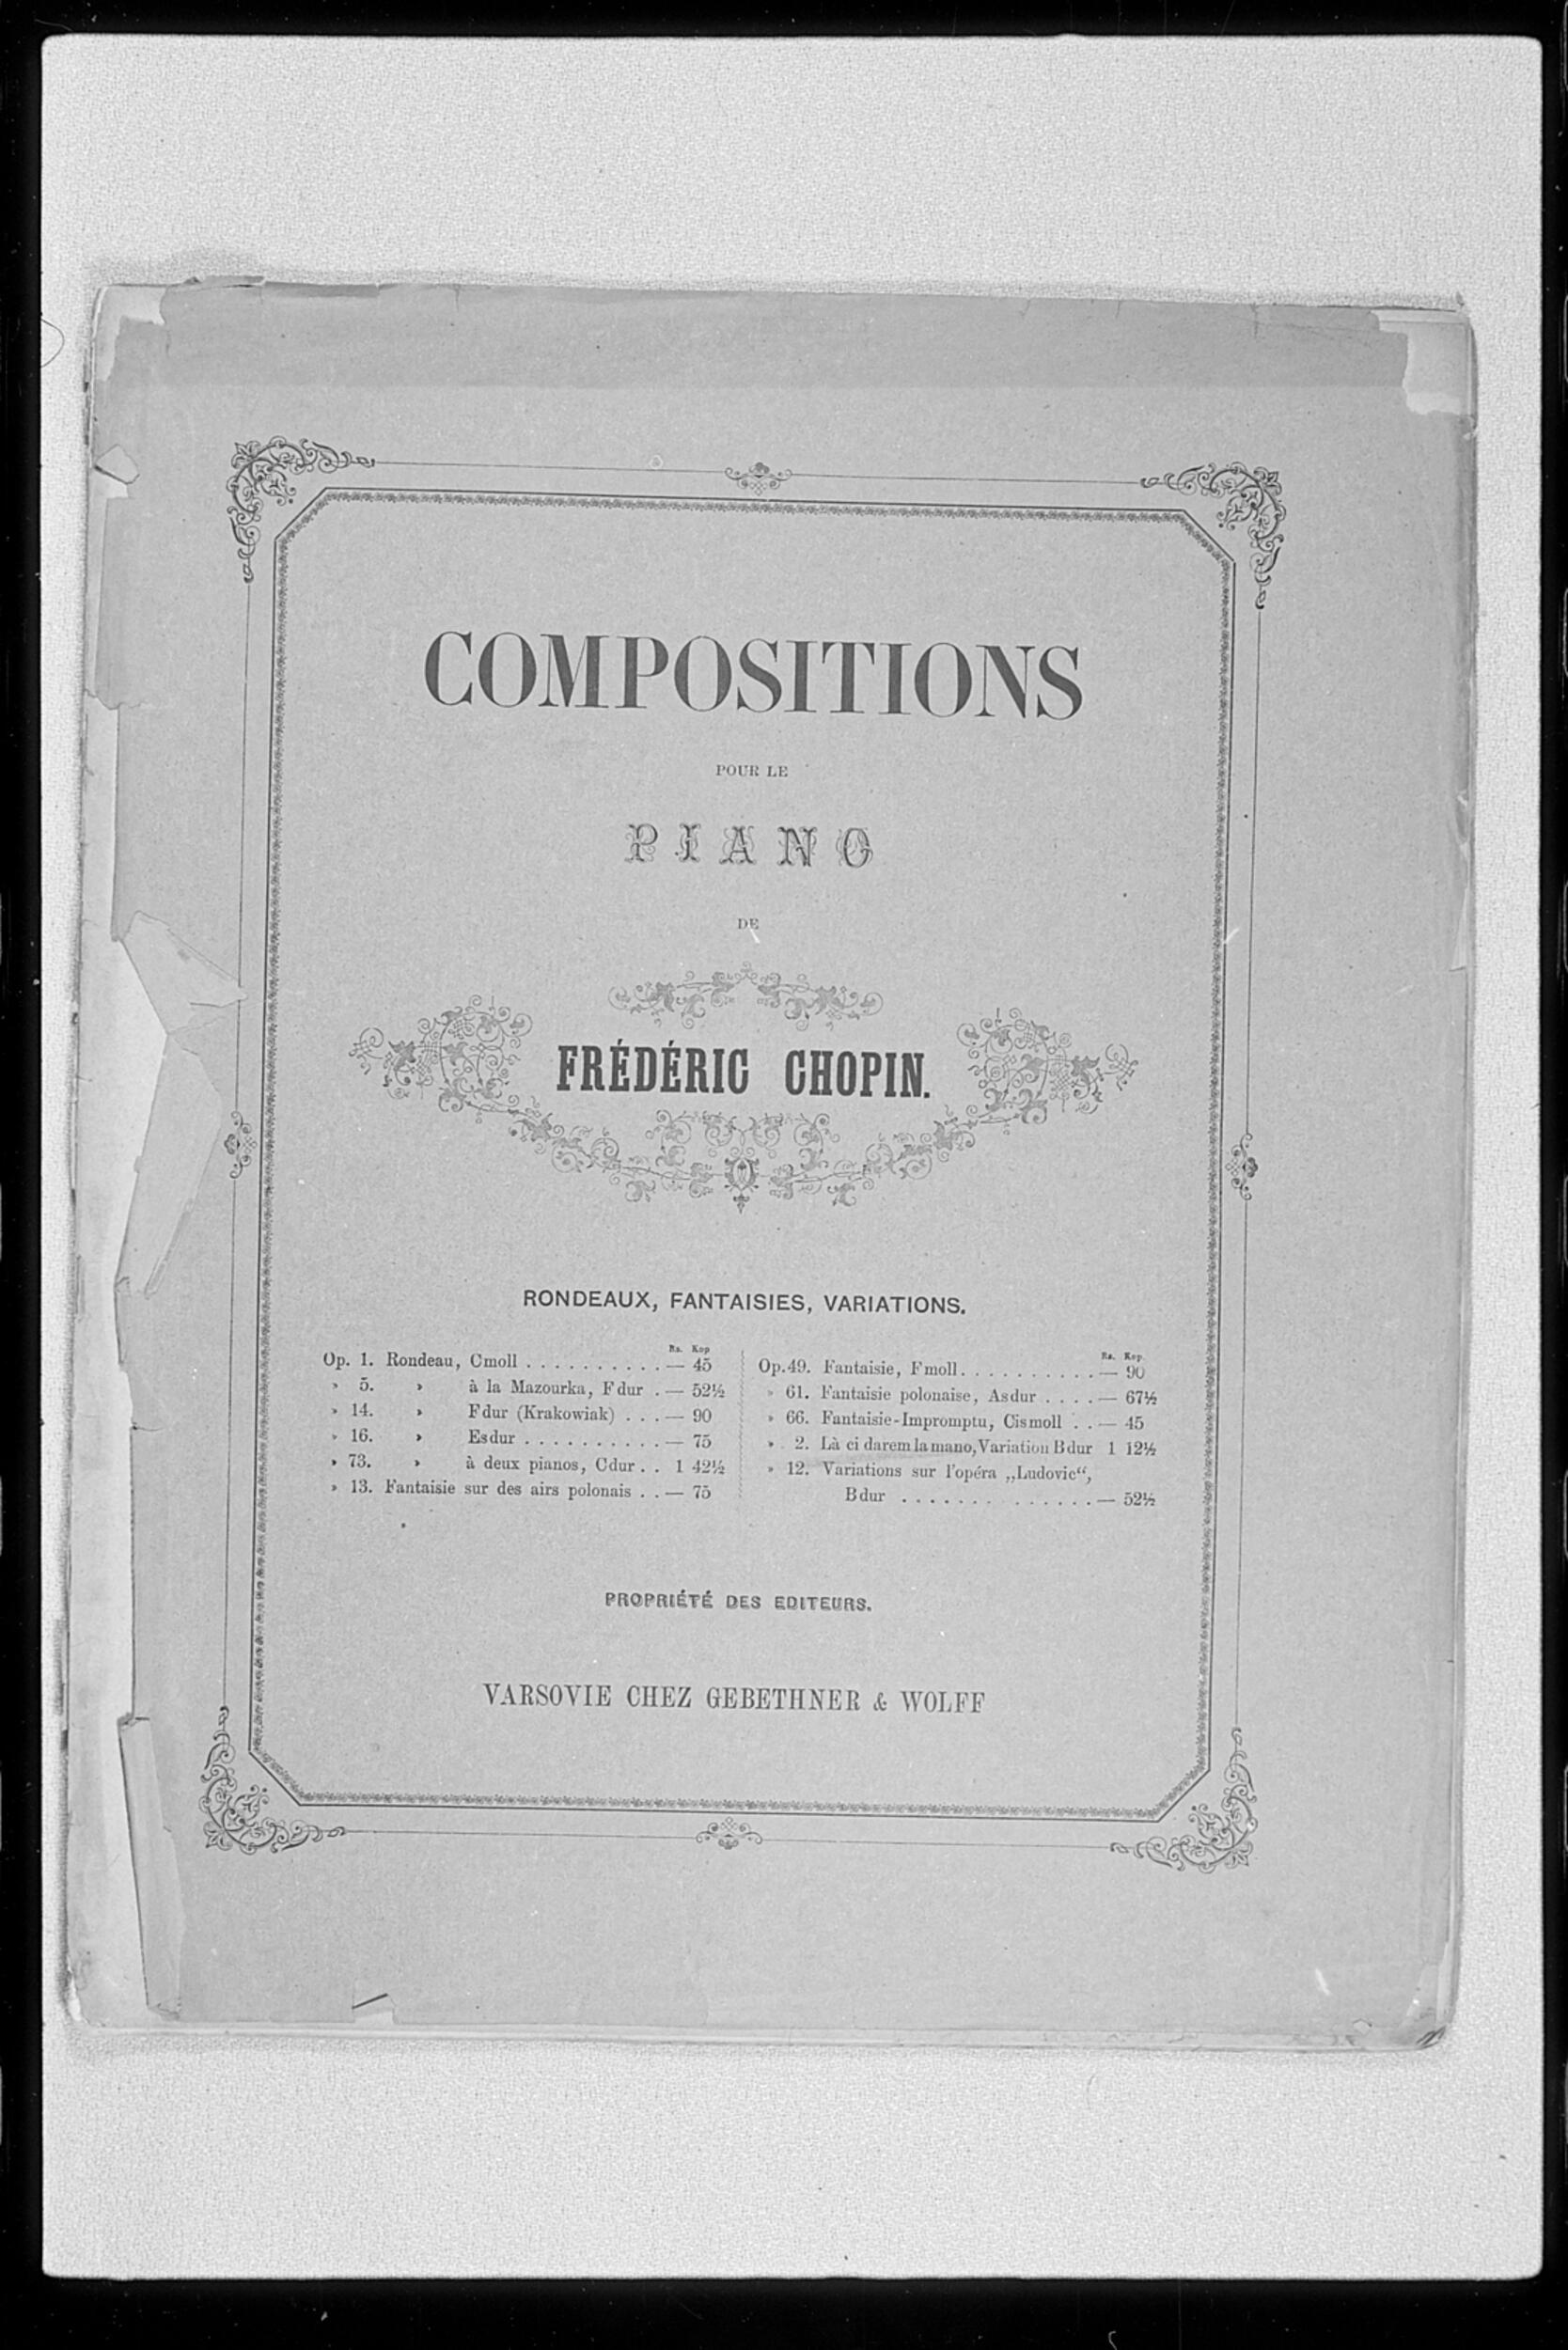 COMPOSITIONS
POUR LE
PIANO
DE
FRÉDÉRIC CHOPIN.
RONDEAUX, FANTAISIES, VARIATIONS.
Rs. Kop
Op. 1. Rondeau, Cmoll . . . . . . . . . . — 45
» 5. » à la Mazourka, Fdur . — 52½
» 14. » Fdur (Krakowiak) . . . — 90
» 16. » Esdur . . . . . . . . . . — 75
» 73. » à deux pianos, Cdur . . 1 42½
» 13. Fantaisie sur des airs polonais . . — 75
Rs. Kop.
Op. 49. Fantaisie, Fmoll . . . . . . . . . . — 90
» 61. Fantaisie polonaise, Asdur . . . . — 67½
» 66. Fantaisie-Impromptu, Cismoll . . — 45
» 2. Là ci darem la mano, Variation Bdur 1 12½
» 12. Variations sur l'opéra „Ludovic“,
Bdur . . . . . . . . . . . . . — 52½
PROPRIÉTÉ DES EDITEURS.
VARSOVIE CHEZ GEBETHNER & WOLFF